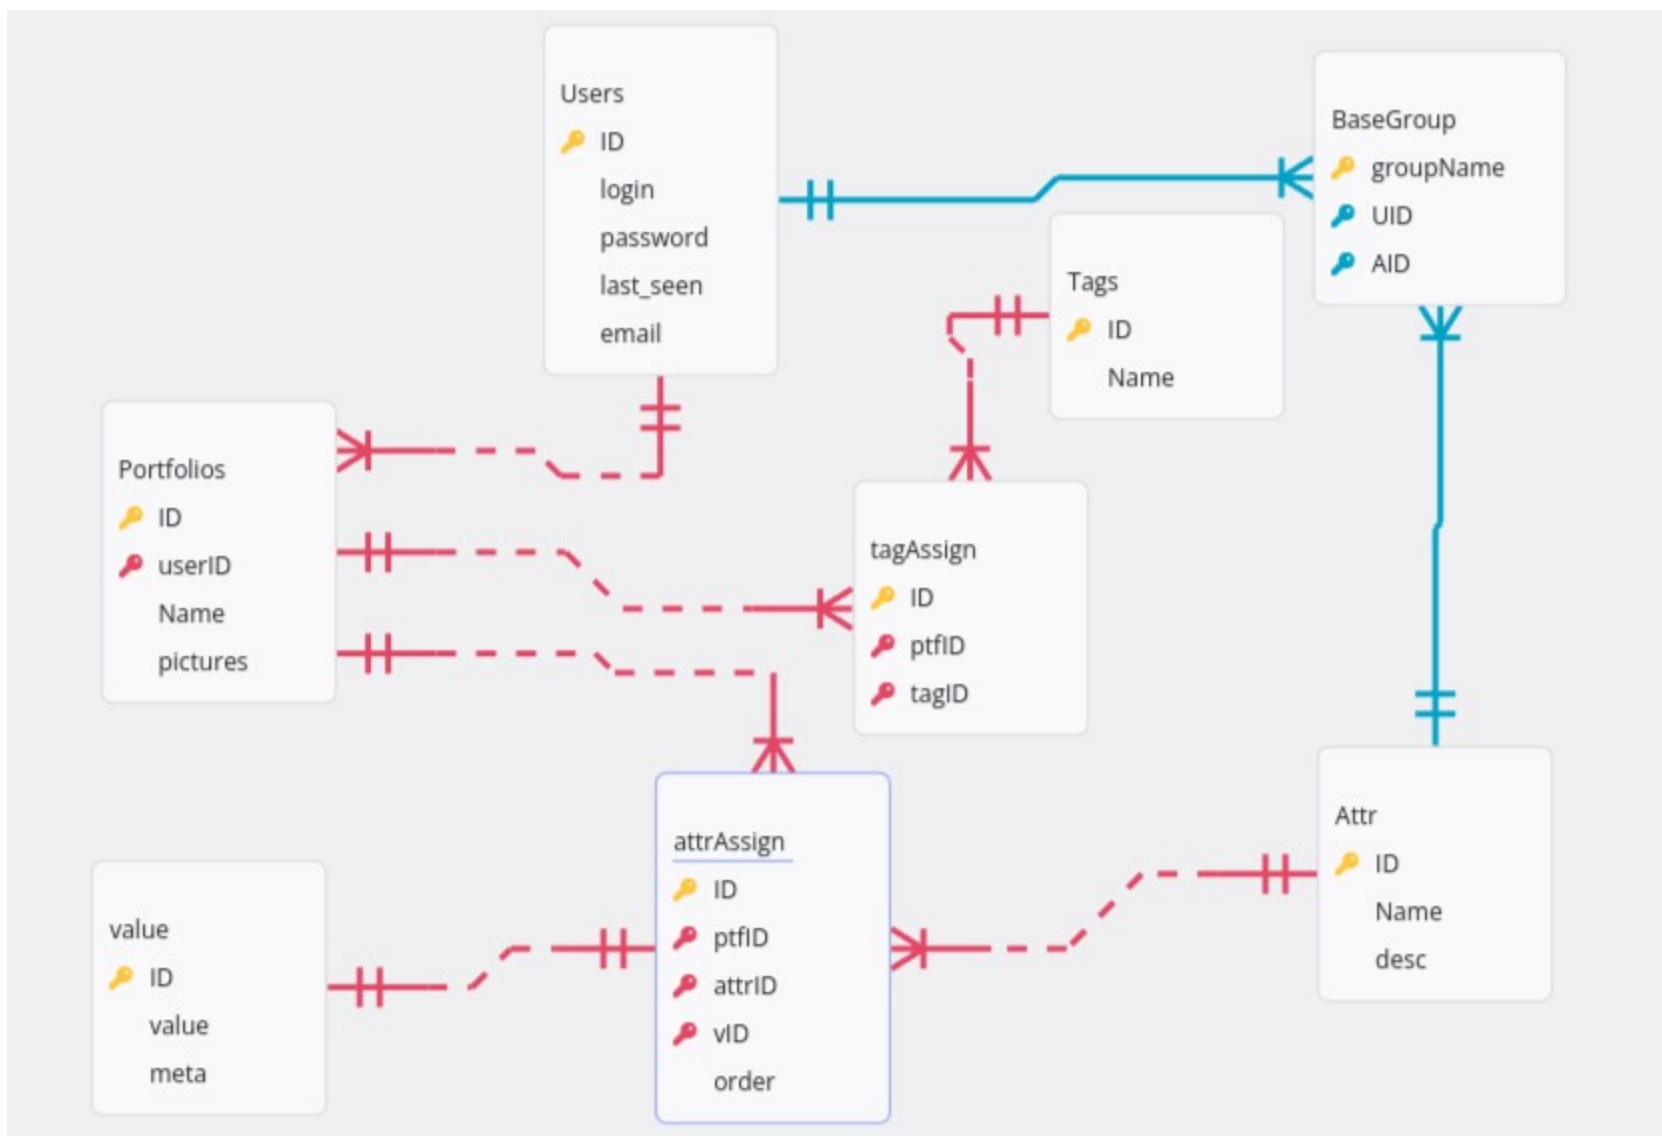 Users
ID
login
password
last_seen
email
BaseGroup
groupName
UID
AID
Tags
ID
Name
Portfolios
ID
userID
Name
pictures
tagAssign
ID
ptfID
tagID
attrAssign
ID
ptfID
attrID
vID
order
Attr
ID
Name
desc
value
ID
value
meta